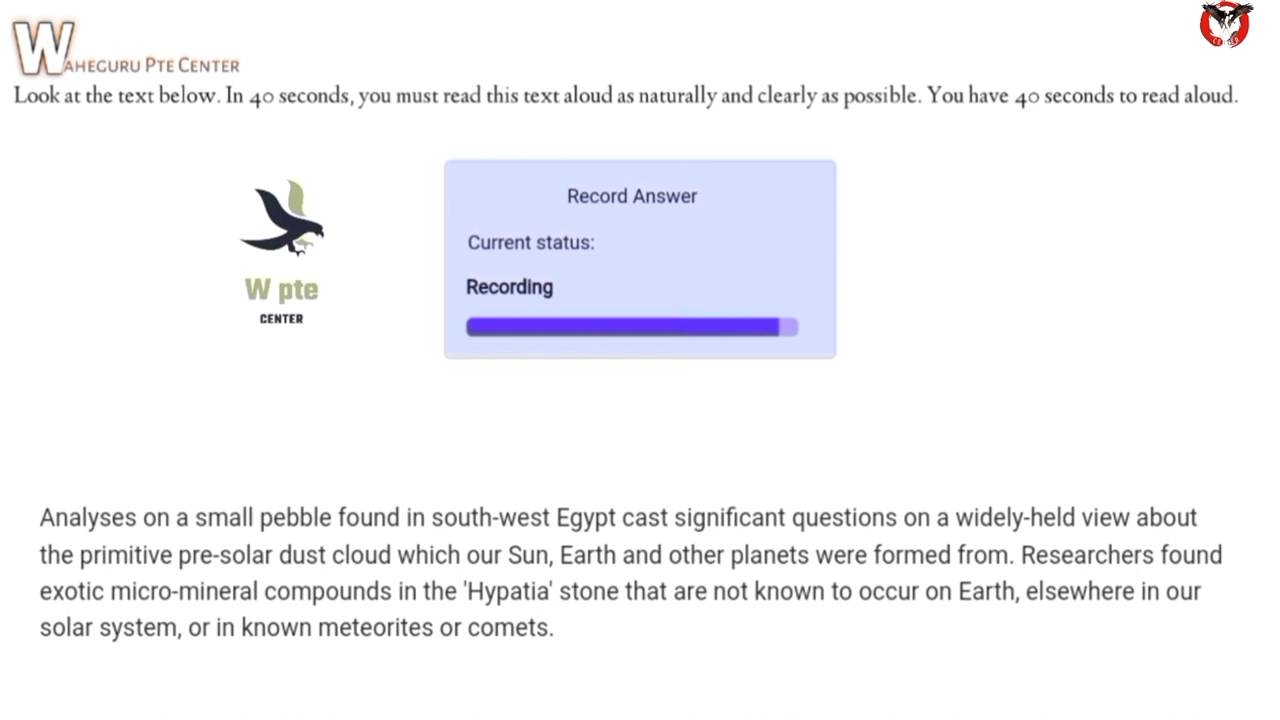 WAHEGURU PTE CENTER
Look at the text below. In 40 seconds, you must read this text aloud as naturally and clearly as possible. You have 40 seconds to read aloud.
Record Answer
Current status:
Recording
W pte
CENTER
Analyses on a small pebble found in south-west Egypt cast significant questions on a widely-held view about
the primitive pre-solar dust cloud which our Sun, Earth and other planets were formed from. Researchers found
exotic micro-mineral compounds in the 'Hypatia' stone that are not known to occur on Earth, elsewhere in our
solar system, or in known meteorites or comets.